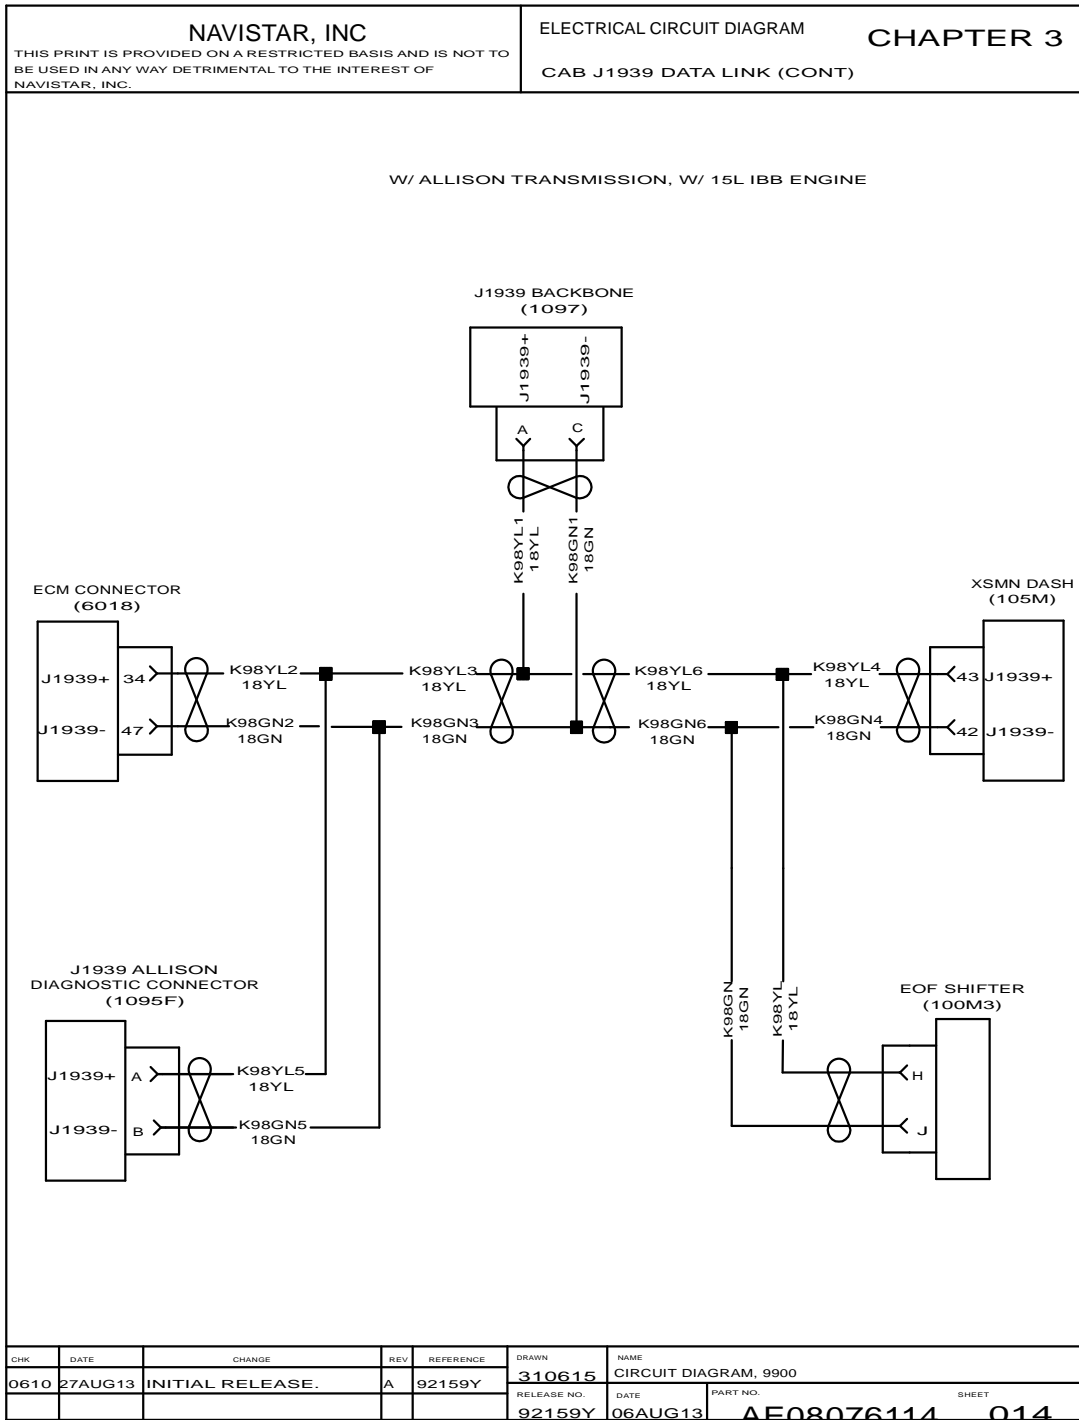 NAVISTAR, INC
THIS PRINT IS PROVIDED ON A RESTRICTED BASIS AND IS NOT TO
BE USED IN ANY WAY DETRIMENTAL TO THE INTEREST OF
NAVISTAR, INC.
ELECTRICAL CIRCUIT DIAGRAM
CHAPTER 3
CAB J1939 DATA LINK (CONT)
W/ ALLISON TRANSMISSION, W/ 15L IBB ENGINE
J1939 BACKBONE
(1097)
J1939+
J1939-
A
C
K98YL1
18YL
K98GN1
18GN
ECM CONNECTOR
(6018)
J1939+
34
J1939-
47
K98YL2
18YL
K98GN2
18GN
K98YL3
18YL
K98GN3
18GN
K98YL6
18YL
K98GN6
18GN
K98YL4
18YL
K98GN4
18GN
XSMN DASH
(105M)
43
J1939+
42
J1939-
J1939 ALLISON
DIAGNOSTIC CONNECTOR
(1095F)
J1939+
A
J1939-
B
K98YL5
18YL
K98GN5
18GN
K98GN
18GN
K98YL
18YL
EOF SHIFTER
(100M3)
H
J
CHK DATE CHANGE REV REFERENCE
0610 27AUG13 INITIAL RELEASE. A 92159Y
DRAWN
310615
NAME
CIRCUIT DIAGRAM, 9900
RELEASE NO.
92159Y
DATE
06AUG13
PART NO.
AE08076114
SHEET
014